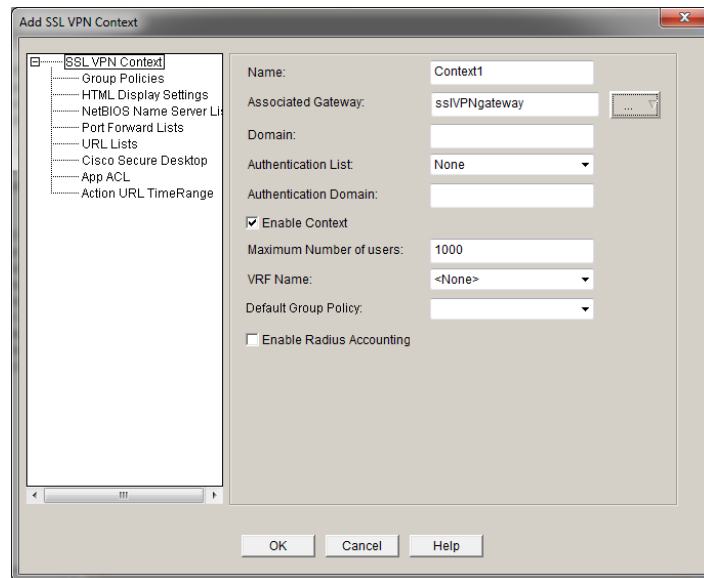 Add SSL VPN Context
SSL VPN Context
Group Policies
HTML Display Settings
NetBIOS Name Server Li
Port Forward Lists
URL Lists
Cisco Secure Desktop
App ACL
Action URL TimeRange
Name: Context1
Associated Gateway: sslVPNgateway ...
Domain:
Authentication List: None
Authentication Domain:
Enable Context
Maximum Number of users: 1000
VRF Name: <None>
Default Group Policy:
Enable Radius Accounting
OK Cancel Help